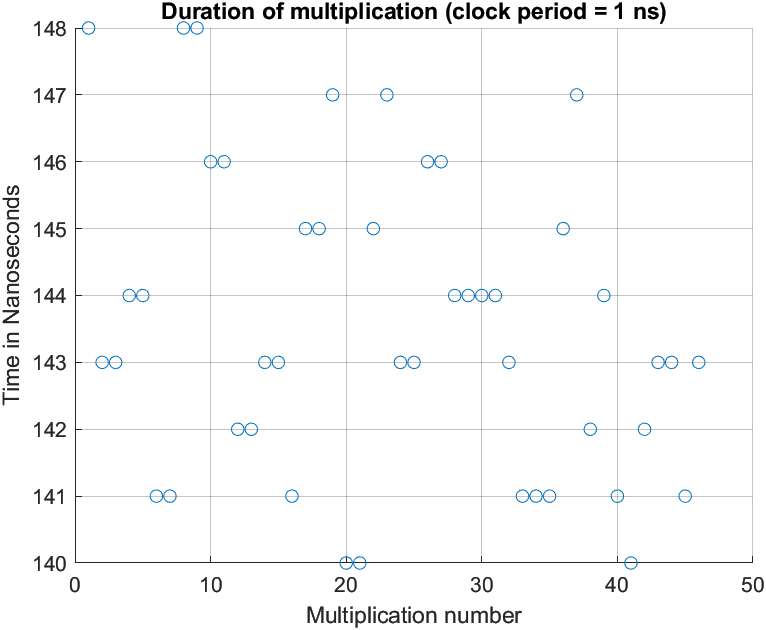 Duration of multiplication (clock period = 1 ns)
148
147
146
145
144
143
142
141
140
Time in Nanoseconds
0 10 20 30 40 50
Multiplication number